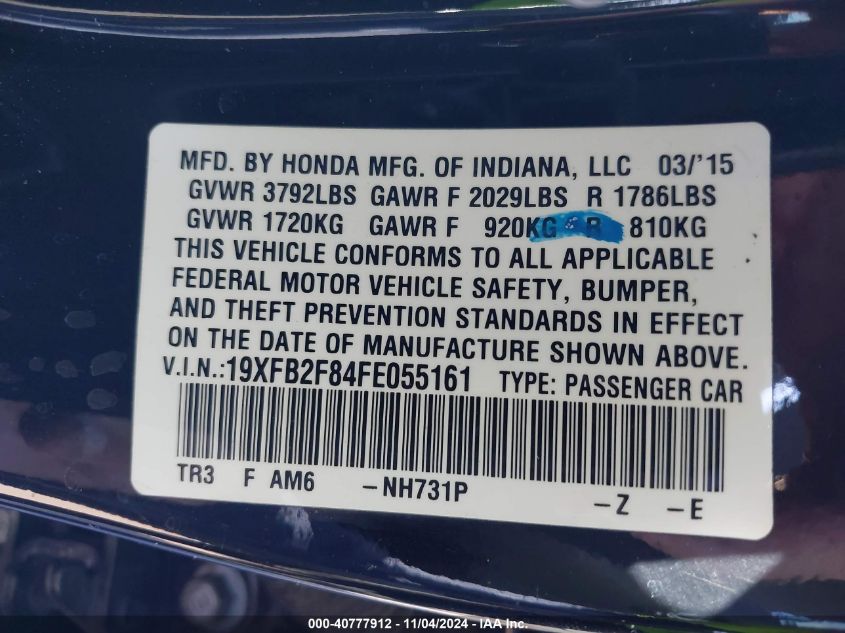 MFD. BY HONDA MFG. OF INDIANA, LLC 03/'15
GVWR 3792LBS GAWR F 2029LBS R 1786LBS
GVWR 1720KG GAWR F 920KG R 810KG
THIS VEHICLE CONFORMS TO ALL APPLICABLE
FEDERAL MOTOR VEHICLE SAFETY, BUMPER,
AND THEFT PREVENTION STANDARDS IN EFFECT
ON THE DATE OF MANUFACTURE SHOWN ABOVE.
V.I.N.:19XFB2F84FE055161 TYPE: PASSENGER CAR
TR3 F AM6 -NH731P -Z -E
000-40777912 - 11/04/2024 - IAA Inc.